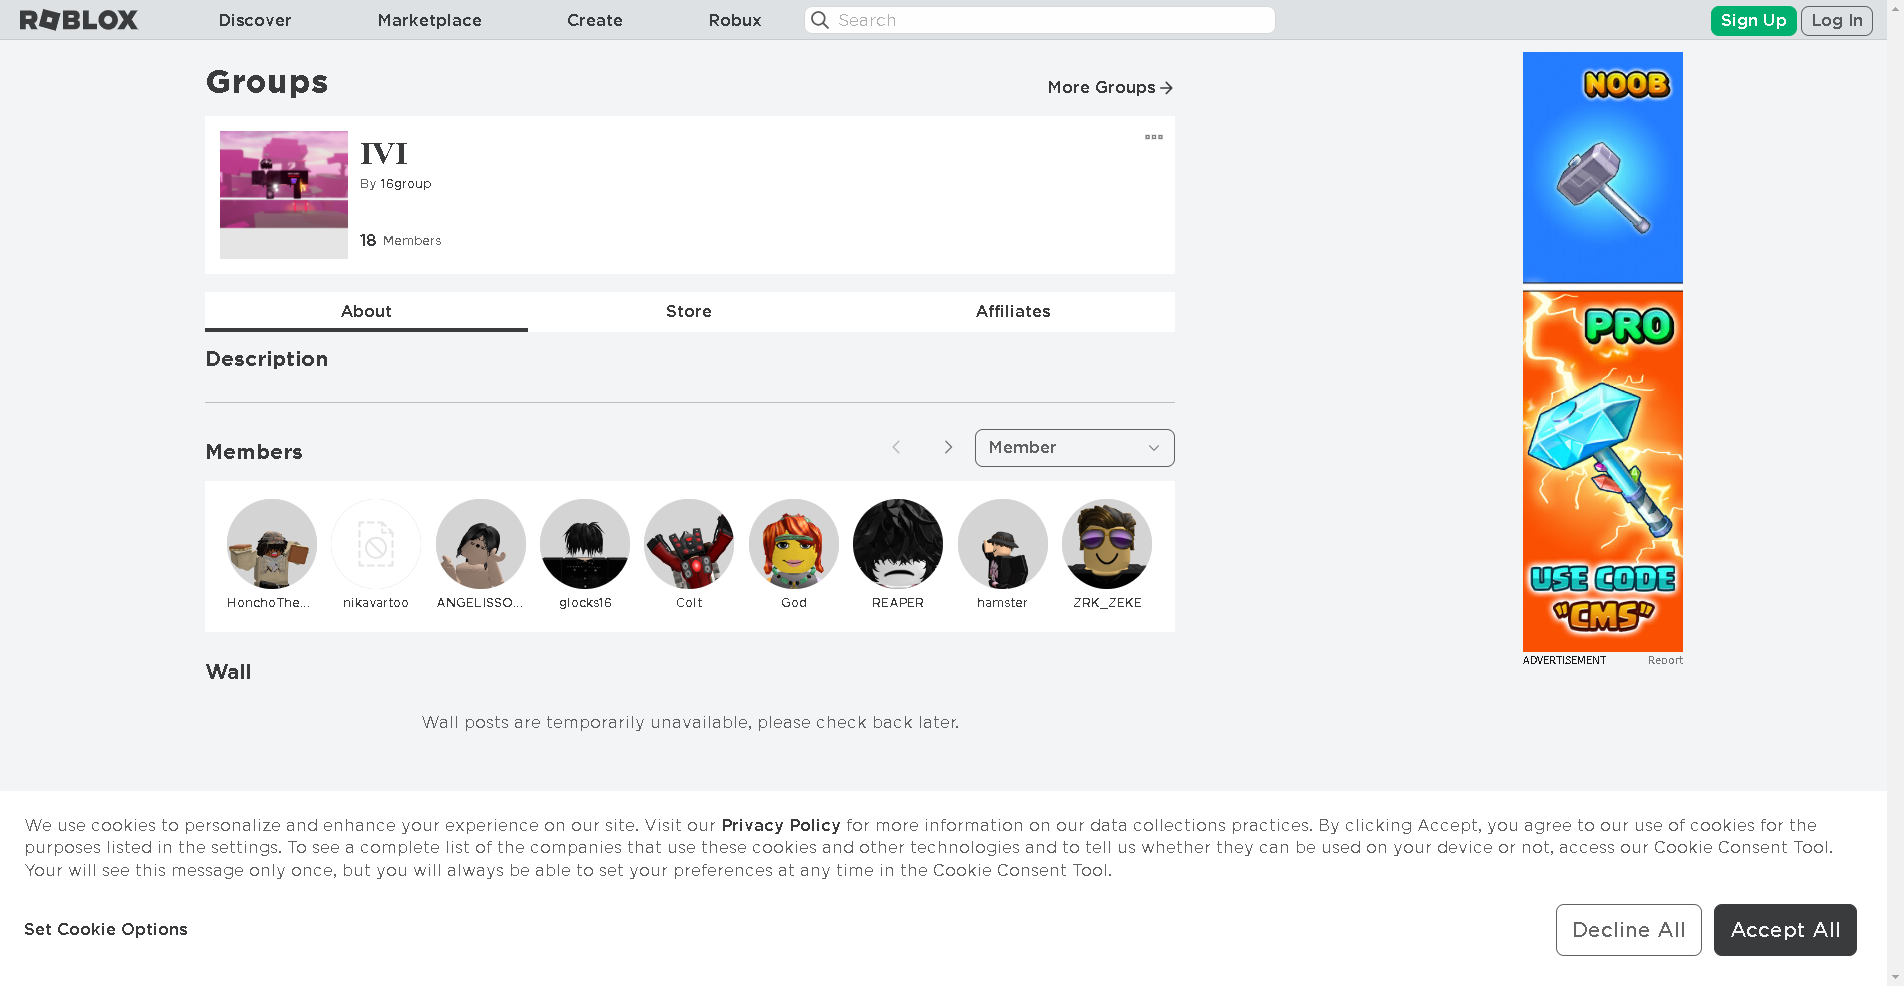 ROBLOX Discover Marketplace Create Robux Search Sign Up Log In
Groups
More Groups
IVI
By 16group
18 Members
About Store Affiliates
Description
Members
Member
HonchoThe... nikavartoo ANGELISSO... glocks16 Colt God REAPER hamster ZRK_ZEKE
Wall
Wall posts are temporarily unavailable, please check back later.
NOOB
PRO
USE CODE
"CMS"
ADVERTISEMENT Report
We use cookies to personalize and enhance your experience on our site. Visit our Privacy Policy for more information on our data collections practices. By clicking Accept, you agree to our use of cookies for the
purposes listed in the settings. To see a complete list of the companies that use these cookies and other technologies and to tell us whether they can be used on your device or not, access our Cookie Consent Tool.
Your will see this message only once, but you will always be able to set your preferences at any time in the Cookie Consent Tool.
Set Cookie Options
Decline All
Accept All